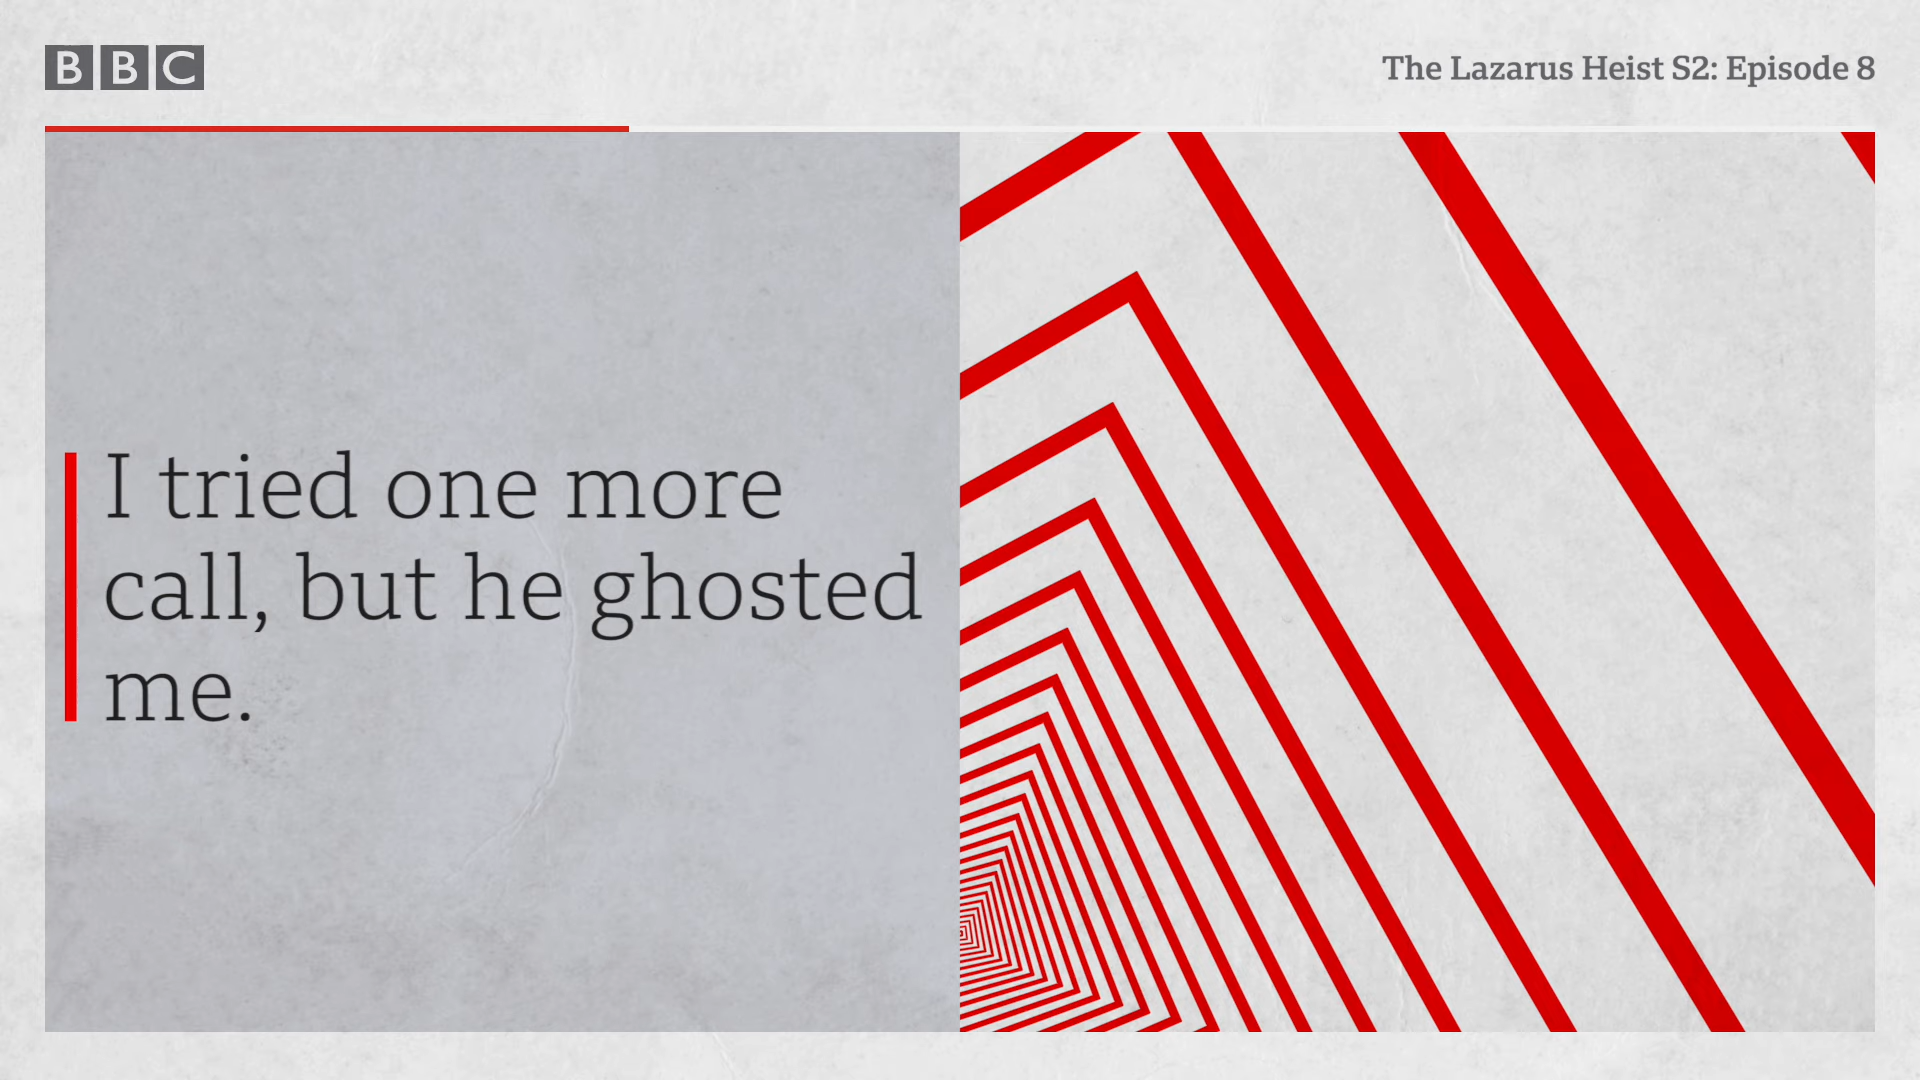 BBC
The Lazarus Heist S2: Episode 8
I tried one more
call, but he ghosted
me.